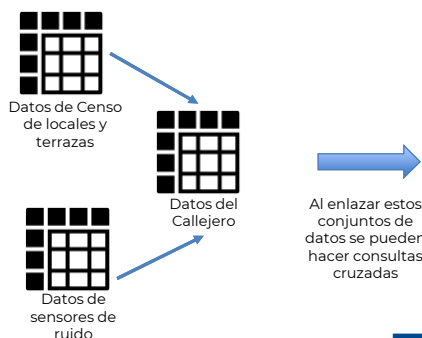 Datos de Censo
de locales y
terrazas
Datos del
Callejero
Al enlazar estos
conjuntos de
datos se pueden
hacer consultas
cruzadas
Datos de
sensores de
ruido